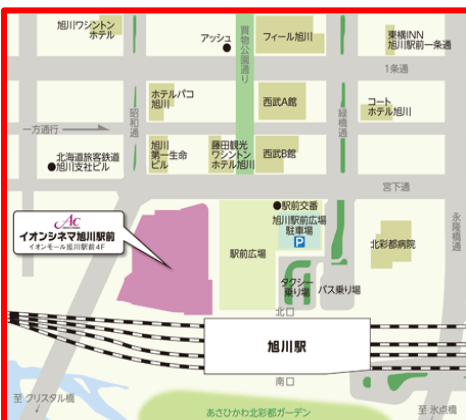 旭川ワシントン
ホテル
アッシュ
買物公園通り
フィール旭川
東横INN
旭川駅前一条通
1条通
ホテルパコ
旭川
西武A館
コート
ホテル旭川
一方通行
昭和通
緑橋通
北海道旅客鉄道
旭川支社ビル
旭川
第一生命
ビル
藤田観光
ワシントン
ホテル旭川
西武B館
宮下通
Ac
イオンシネマ旭川駅前
イオンモール旭川駅前4F
駅前交番
旭川駅前広場
駐車場
P
駅前広場
北彩都病院
永隆橋通
タクシー
乗り場
バス乗り場
北口
旭川駅
南口
至 クリスタル橋
あさひかわ北彩都ガーデン
至 氷点橋